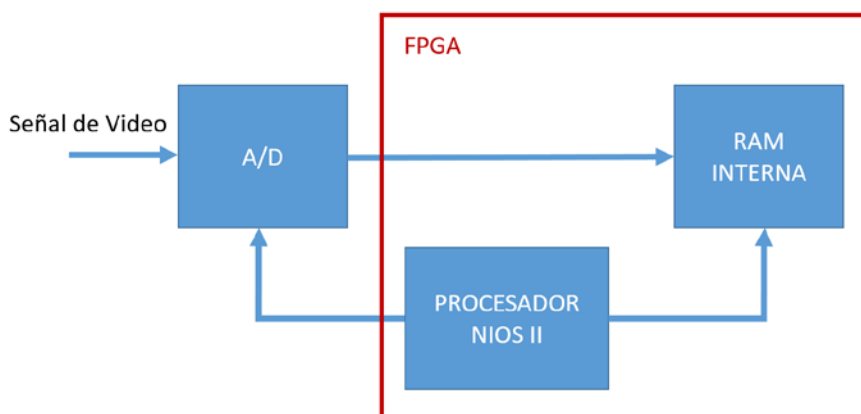 FPGA
Señal de Video
A/D
RAM
INTERNA
PROCESADOR
NIOS II